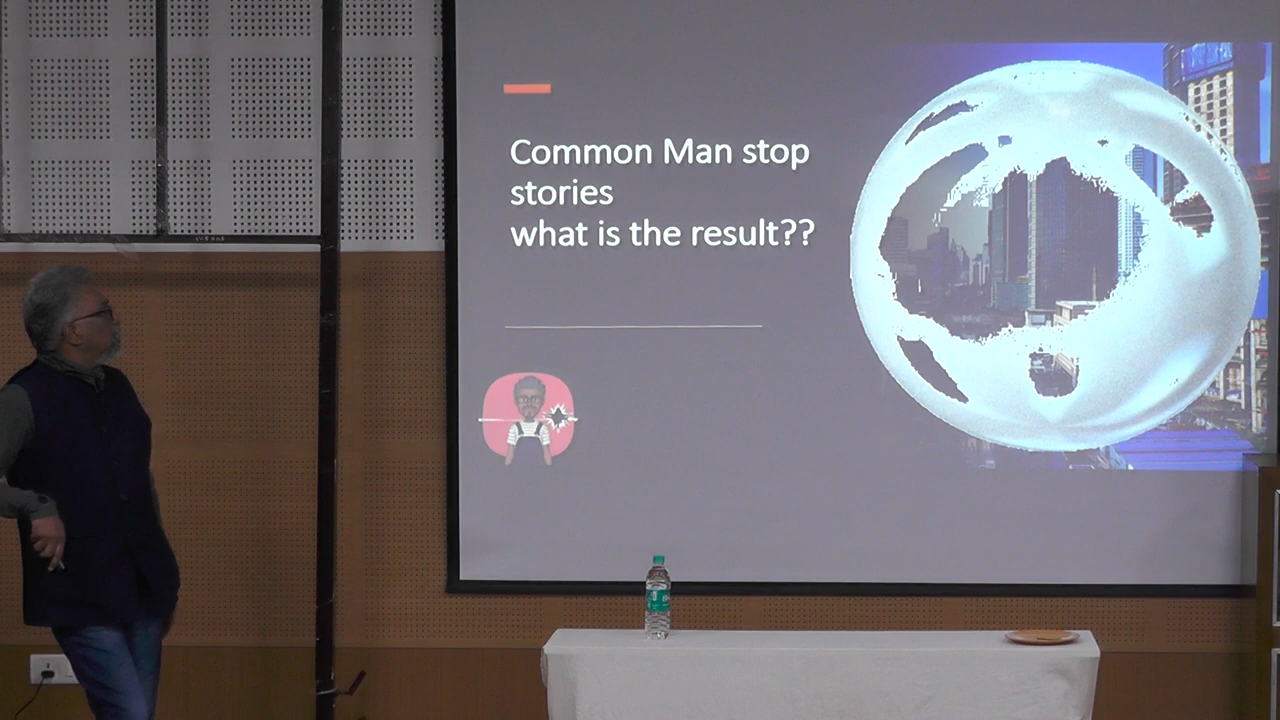 Common Man stop
stories
what is the result??